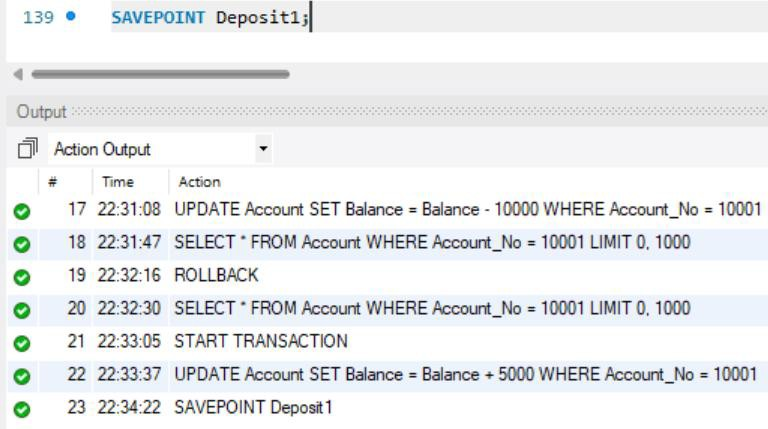 139 SAVEPOINT Deposit1;
Output
Action Output
# Time Action
17 22:31:08 UPDATE Account SET Balance = Balance - 10000 WHERE Account_No = 10001
18 22:31:47 SELECT * FROM Account WHERE Account_No = 10001 LIMIT 0, 1000
19 22:32:16 ROLLBACK
20 22:32:30 SELECT * FROM Account WHERE Account_No = 10001 LIMIT 0, 1000
21 22:33:05 START TRANSACTION
22 22:33:37 UPDATE Account SET Balance = Balance + 5000 WHERE Account_No = 10001
23 22:34:22 SAVEPOINT Deposit1